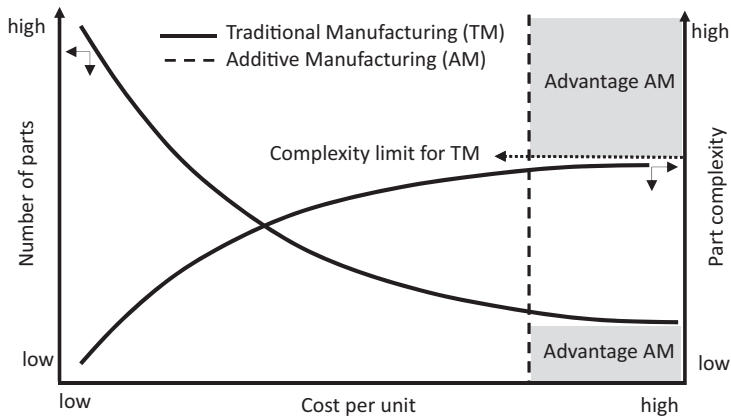 high
Traditional Manufacturing (TM)
Additive Manufacturing (AM)
high
Advantage AM
Complexity limit for TM
Number of parts
Part complexity
Advantage AM
low
low
low
Cost per unit
high